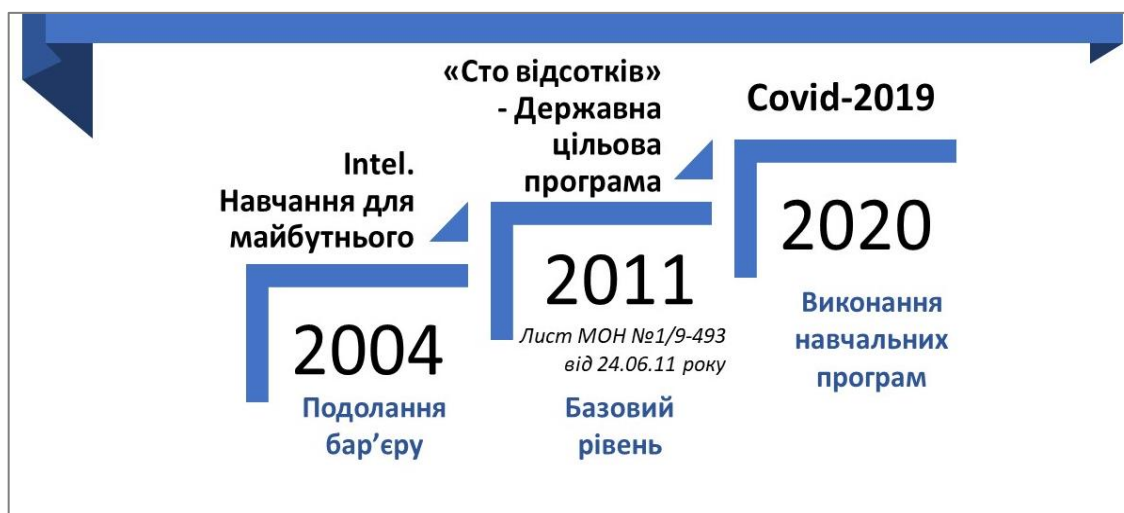 Intel.
Навчання для
майбутнього
2004
Подолання
бар’єру
«Сто відсотків»
- Державна
цільова
програма
2011
Лист МОН №1/9-493
від 24.06.11 року
Базовий
рівень
Covid-2019
2020
Виконання
навчальних
програм